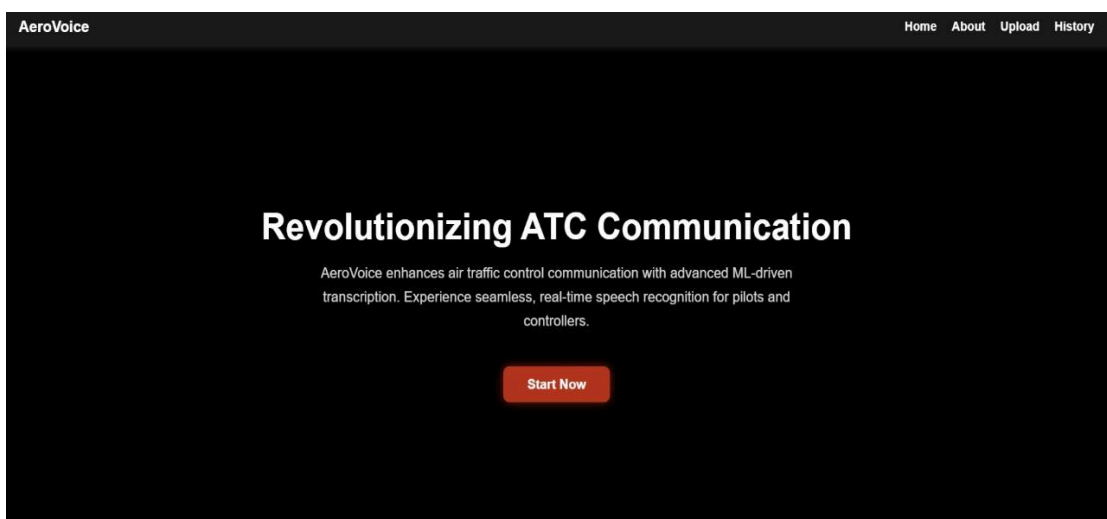 AeroVoice
Home About Upload History
Revolutionizing ATC Communication
AeroVoice enhances air traffic control communication with advanced ML-driven
transcription. Experience seamless, real-time speech recognition for pilots and
controllers.
Start Now